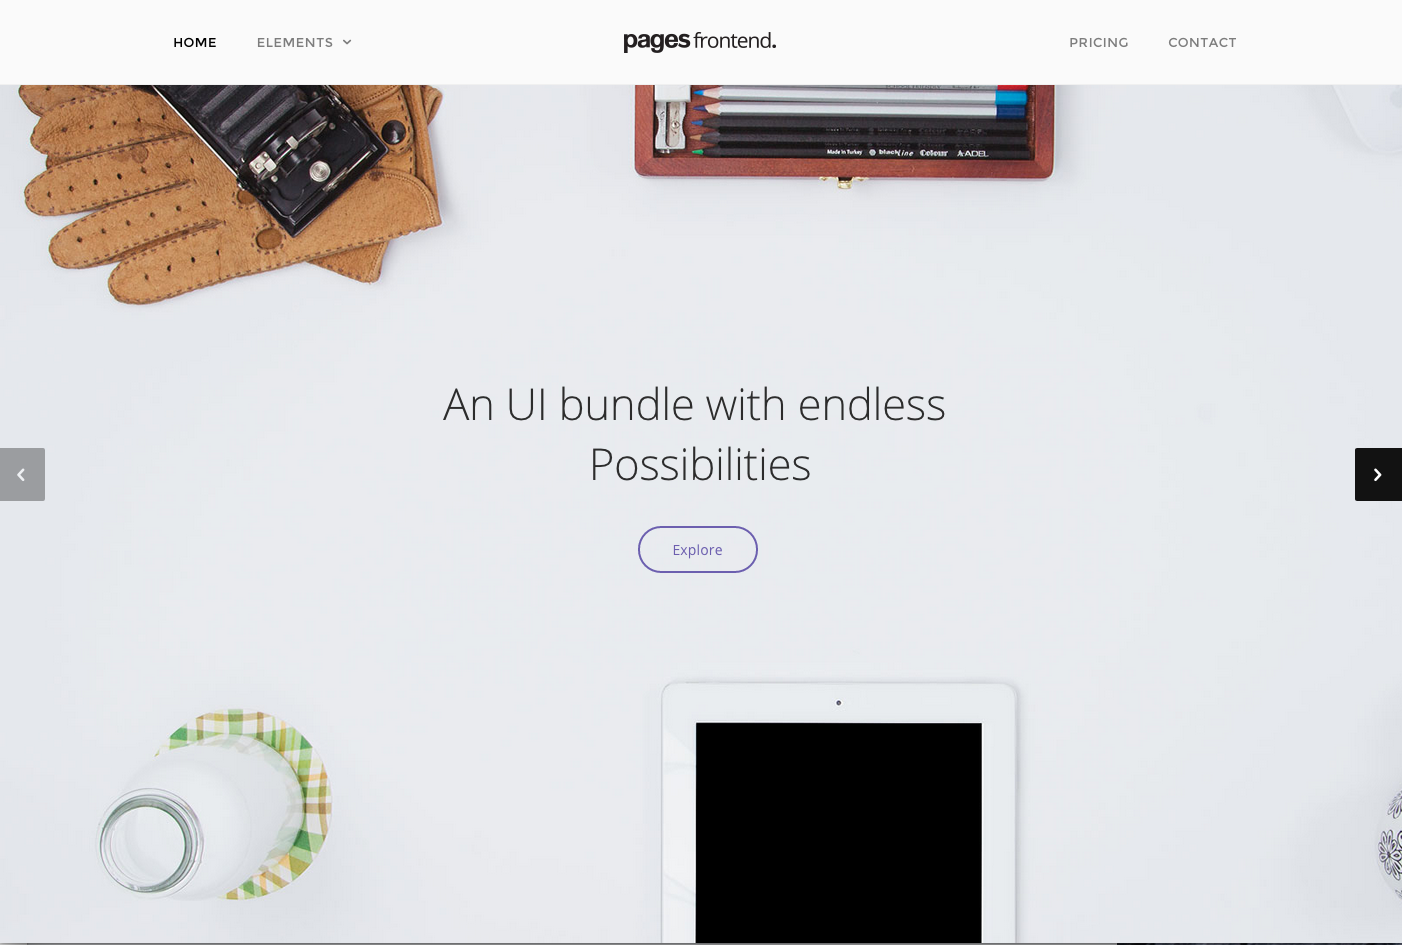 HOME
ELEMENTS
pages frontend.
PRICING
CONTACT
Made in Turkey
blackline
Colour
A·ADEL
An UI bundle with endless
Possibilities
Explore